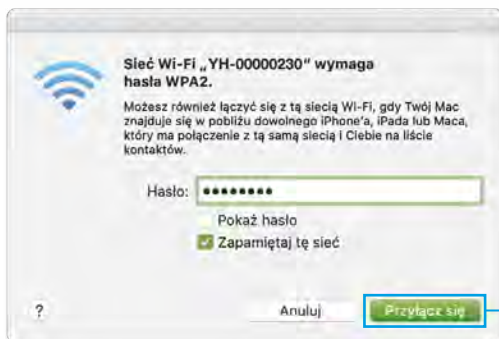 Sieć Wi-Fi „YH-00000230" wymaga
hasła WPA2.
Możesz również łączyć się z tą siecią Wi-Fi, gdy Twój Mac
znajduje się w pobliżu dowolnego iPhone'a, iPada lub Maca,
który ma połączenie z tą samą siecią i Ciebie na liście
kontaktów.
Hasło: ●●●●●●●●
Pokaż hasło
Zapamiętaj tę sieć
? Anuluj Przyłącz się